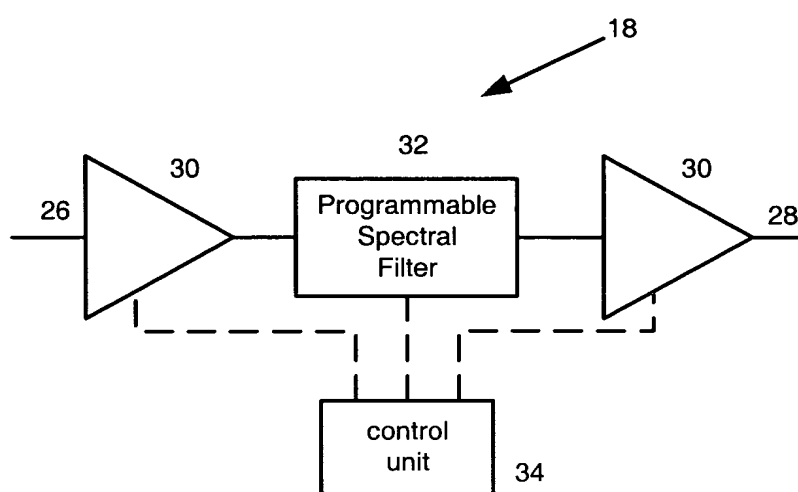 18
32
30
30
26
Programmable
Spectral
Filter
28
control
unit
34